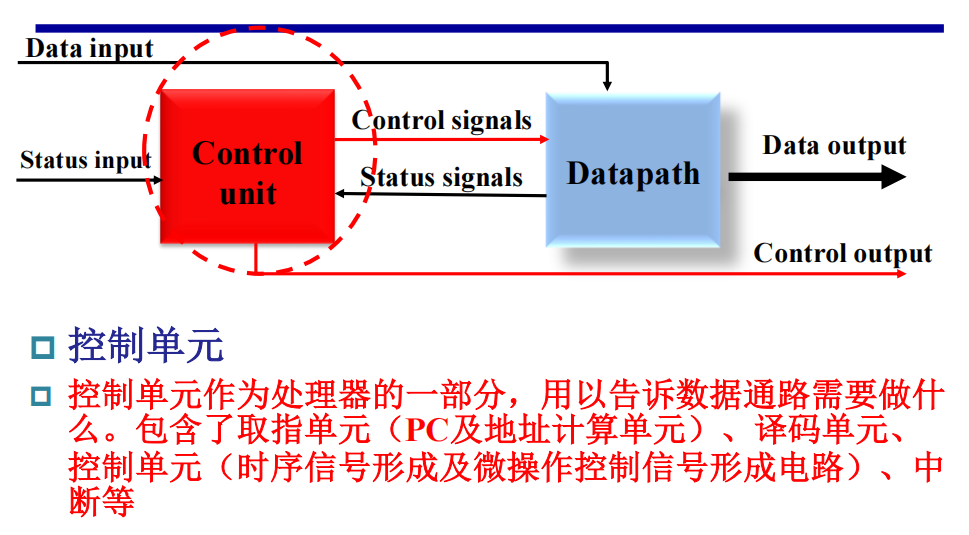 Data input
Control signals
Data output
Status input
Control
unit
Status signals
Datapath
Control output
控制单元
控制单元作为处理器的一部分，用以告诉数据通路需要做什
么。包含了取指单元（PC及地址计算单元）、译码单元、
控制单元（时序信号形成及微操作控制信号形成电路）、中
断等